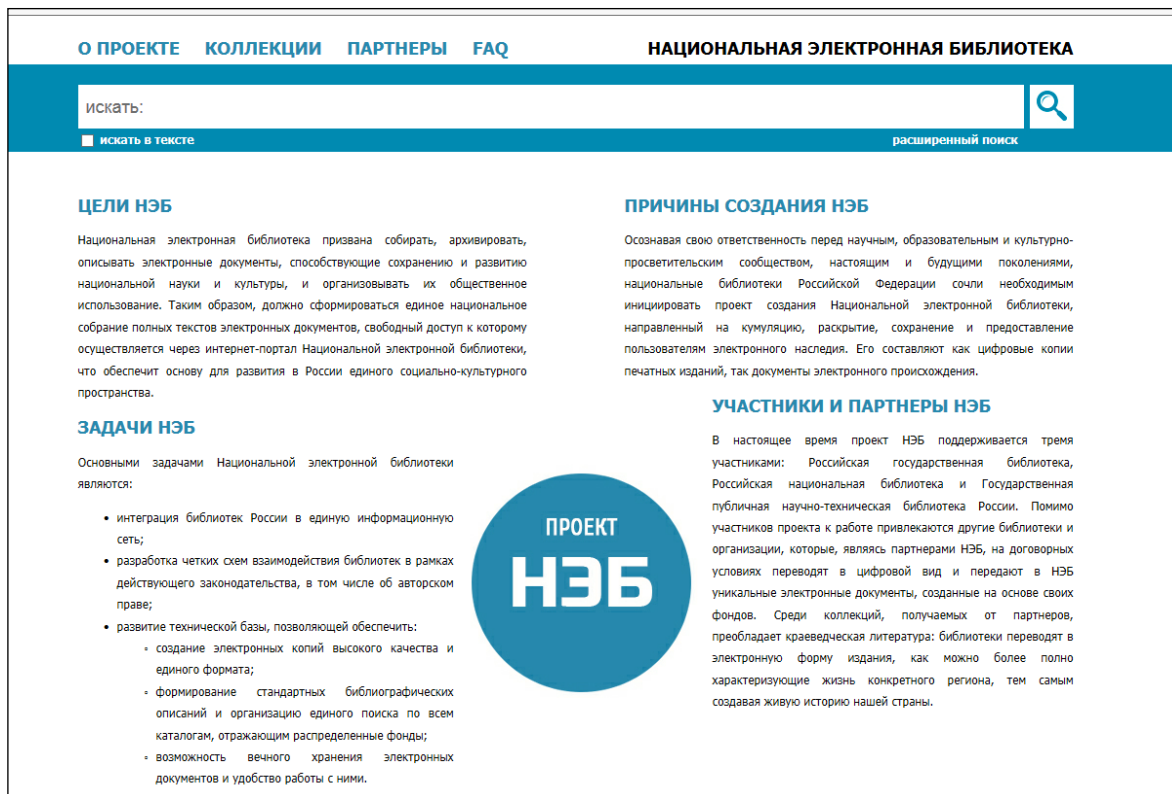 О ПРОЕКТЕ КОЛЛЕКЦИИ ПАРТНЕРЫ FAQ НАЦИОНАЛЬНАЯ ЭЛЕКТРОННАЯ БИБЛИОТЕКА
искать:
искать в тексте расширенный поиск
ЦЕЛИ НЭБ
Национальная электронная библиотека призвана собирать, архивировать,
описывать электронные документы, способствующие сохранению и развитию
национальной науки и культуры, и организовывать их общественное
использование. Таким образом, должно сформироваться единое национальное
собрание полных текстов электронных документов, свободный доступ к которому
осуществляется через интернет-портал Национальной электронной библиотеки,
что обеспечит основу для развития в России единого социально-культурного
пространства.
ЗАДАЧИ НЭБ
Основными задачами Национальной электронной библиотеки
являются:
• интеграция библиотек России в единую информационную
сеть;
• разработка четких схем взаимодействия библиотек в рамках
действующего законодательства, в том числе об авторском
праве;
• развитие технической базы, позволяющей обеспечить:
◦ создание электронных копий высокого качества и
единого формата;
◦ формирование стандартных библиографических
описаний и организацию единого поиска по всем
каталогам, отражающим распределенные фонды;
◦ возможность вечного хранения электронных
документов и удобство работы с ними.
ПРОЕКТ
НЭБ
ПРИЧИНЫ СОЗДАНИЯ НЭБ
Осознавая свою ответственность перед научным, образовательным и культурно-
просветительским сообществом, настоящим и будущими поколениями,
национальные библиотеки Российской Федерации сочли необходимым
инициировать проект создания Национальной электронной библиотеки,
направленный на кумуляцию, раскрытие, сохранение и предоставление
пользователям электронного наследия. Его составляют как цифровые копии
печатных изданий, так документы электронного происхождения.
УЧАСТНИКИ И ПАРТНЕРЫ НЭБ
В настоящее время проект НЭБ поддерживается тремя
участниками: Российская государственная библиотека,
Российская национальная библиотека и Государственная
публичная научно-техническая библиотека России. Помимо
участников проекта к работе привлекаются другие библиотеки и
организации, которые, являясь партнерами НЭБ, на договорных
условиях переводят в цифровой вид и передают в НЭБ
уникальные электронные документы, созданные на основе своих
фондов. Среди коллекций, получаемых от партнеров,
преобладает краеведческая литература: библиотеки переводят в
электронную форму издания, как можно более полно
характеризующие жизнь конкретного региона, тем самым
создавая живую историю нашей страны.